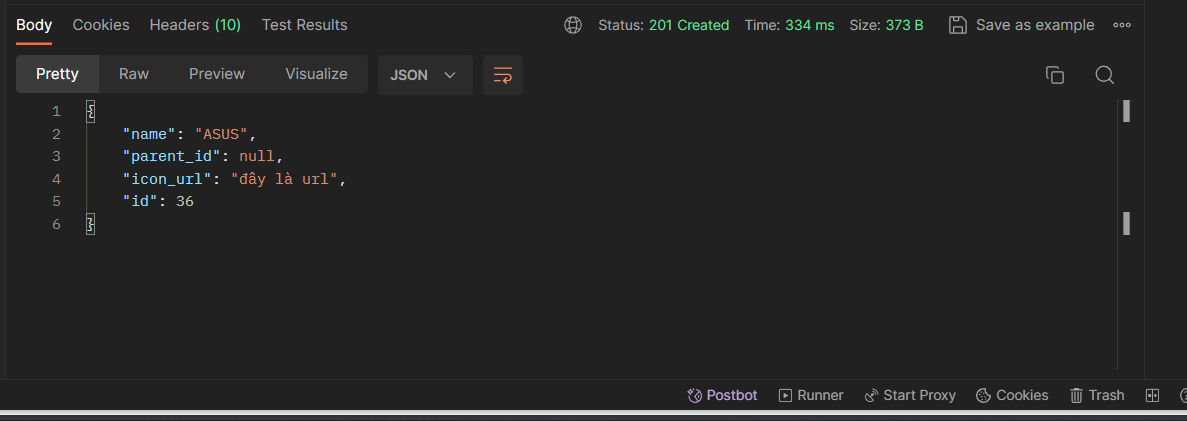 Body Cookies Headers (10) Test Results Status: 201 Created Time: 334 ms Size: 373 B Save as example
Pretty Raw Preview Visualize JSON
1 {
2 "name": "ASUS",
3 "parent_id": null,
4 "icon_url": "đây là url",
5 "id": 36
6 }
Postbot Runner Start Proxy Cookies Trash